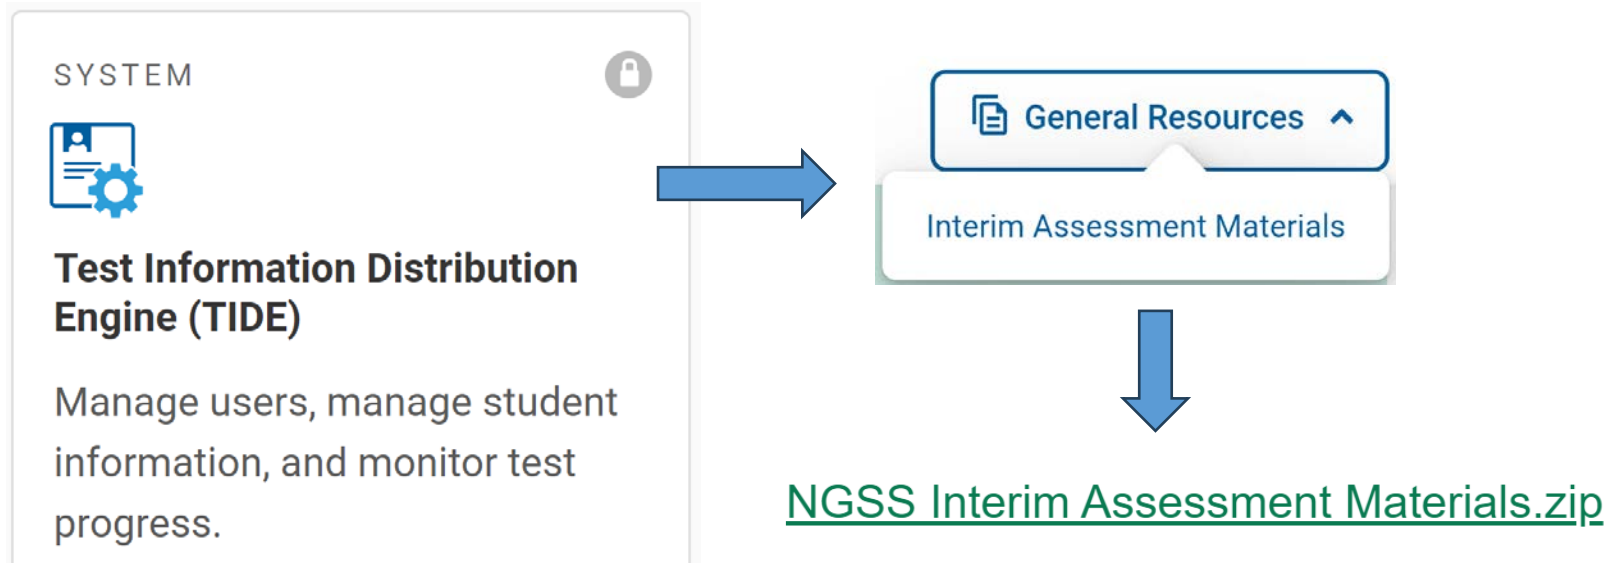 SYSTEM
Test Information Distribution
Engine (TIDE)
Manage users, manage student
information, and monitor test
progress.
General Resources
Interim Assessment Materials
NGSS Interim Assessment Materials.zip